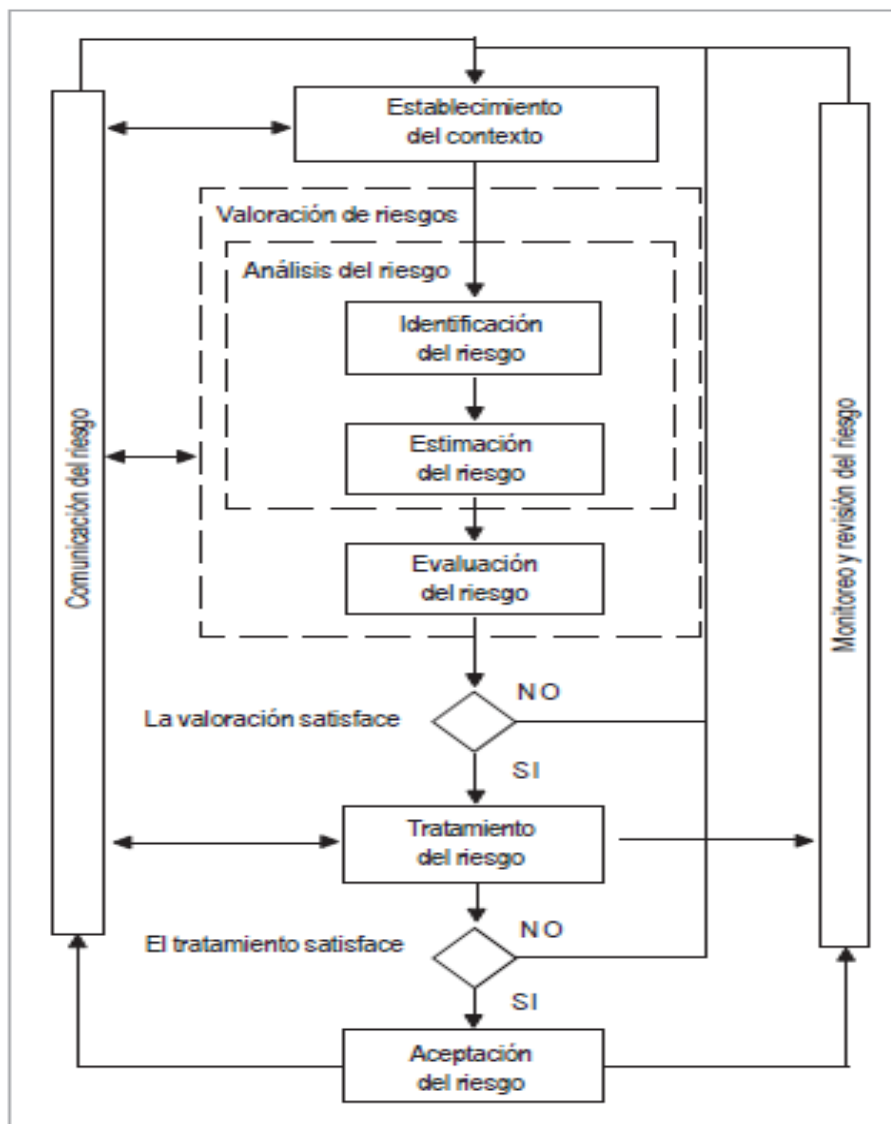 Establecimiento
del contexto
Valoración de riesgos
Análisis del riesgo
Identificación
del riesgo
Estimación
del riesgo
Evaluación
del riesgo
Comunicación del riesgo
Monitoreo y revisión del riesgo
La valoración satisface
NO
SI
Tratamiento
del riesgo
El tratamiento satisface
NO
SI
Aceptación
del riesgo